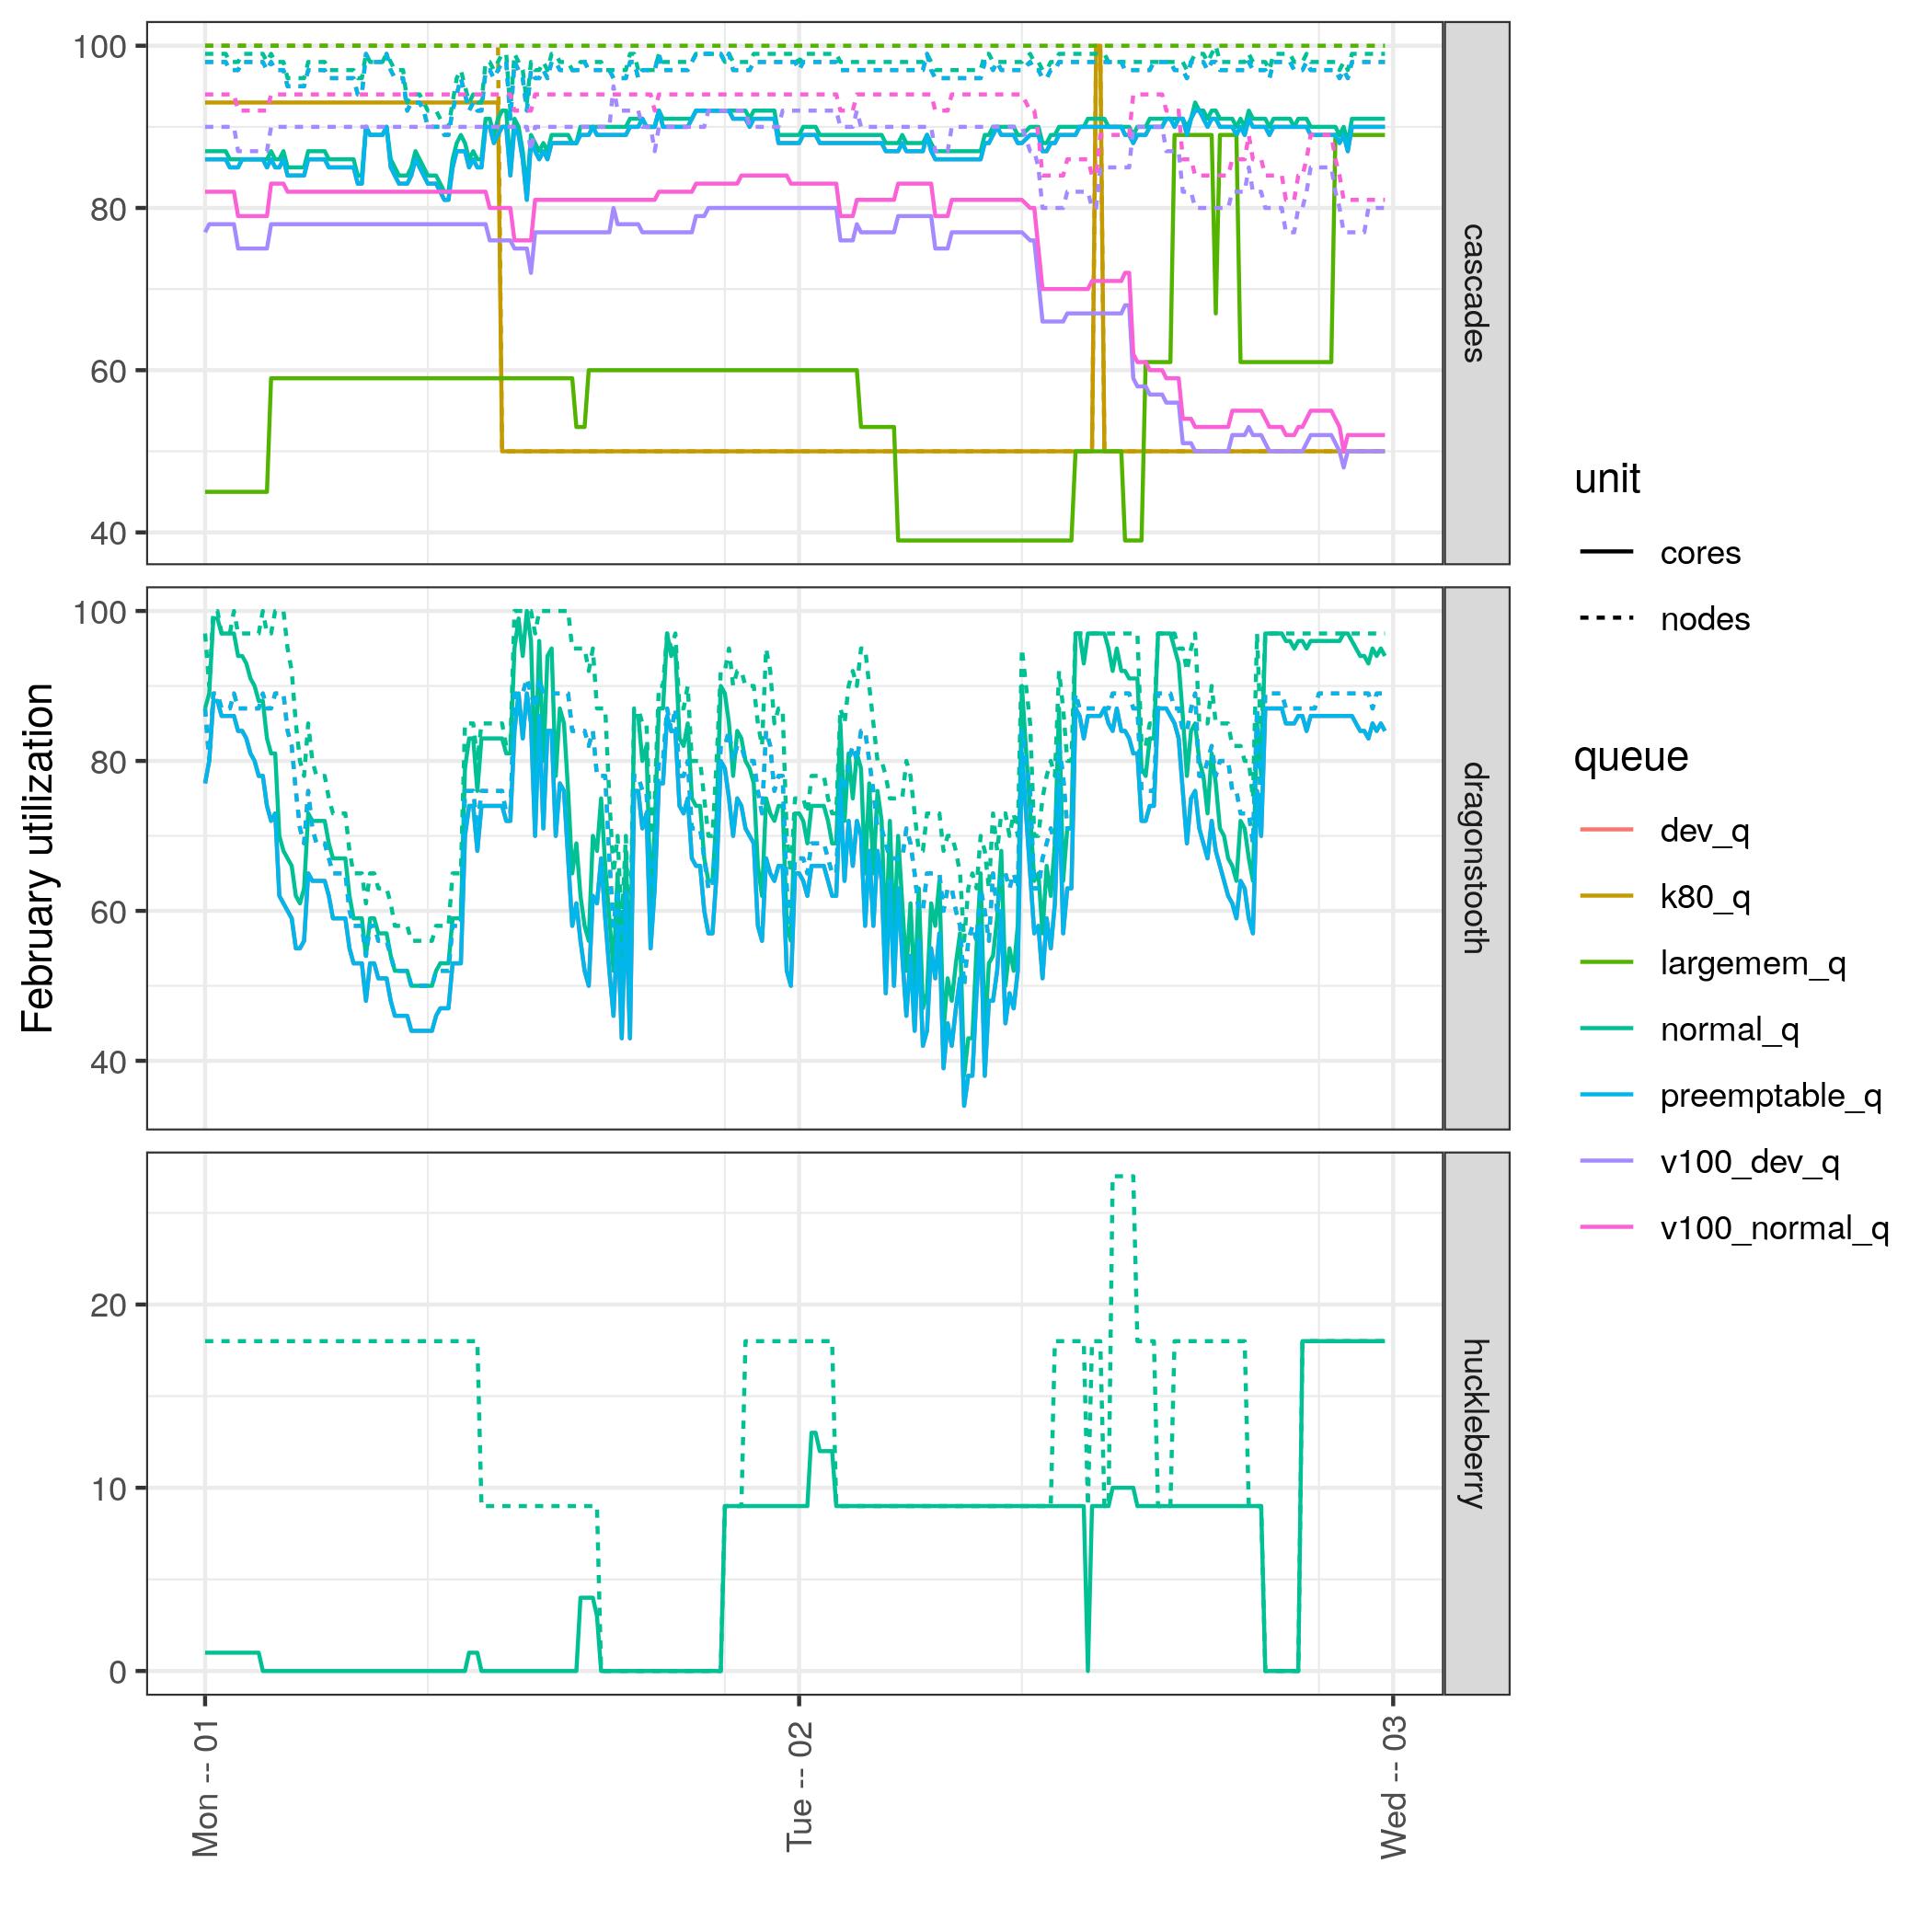 February utilization
100
80
60
40
cascades
100
80
60
40
dragonstooth
20
10
0
huckleberry
Mon -- 01
Tue -- 02
Wed -- 03
unit
cores
nodes
queue
dev_q
k80_q
largemem_q
normal_q
preemptable_q
v100_dev_q
v100_normal_q